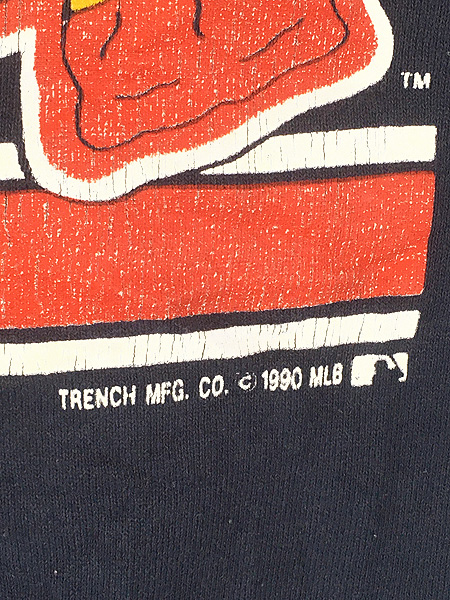 TM
TRENCH MFG. CO. © 1990 MLB